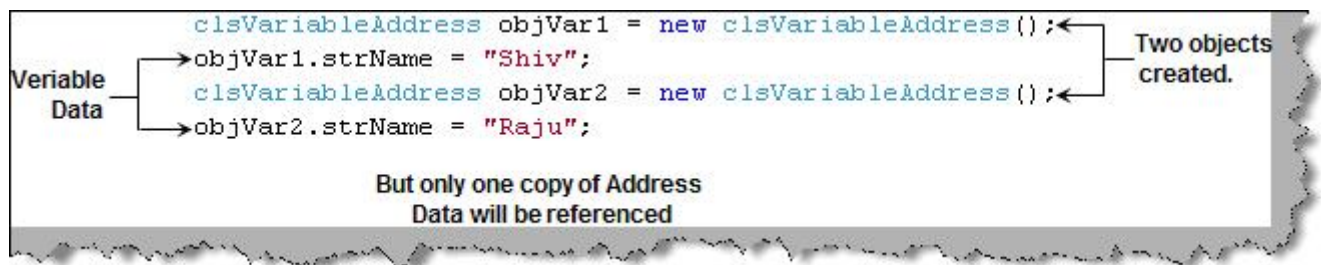 clsVariableAddress objVar1 = new clsVariableAddress();
objVar1.strName = "Shiv";
clsVariableAddress objVar2 = new clsVariableAddress();
objVar2.strName = "Raju";
Veriable
Data
Two objects
created.
But only one copy of Address
Data will be referenced